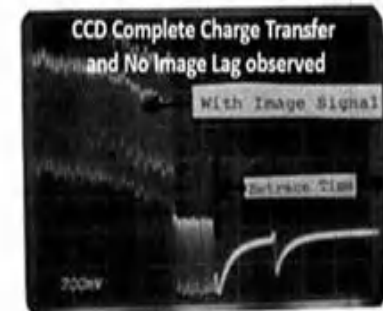 CCD Complete Charge Transfer
and No Image Lag observed
With Image Signal
Retrace Time
200mV